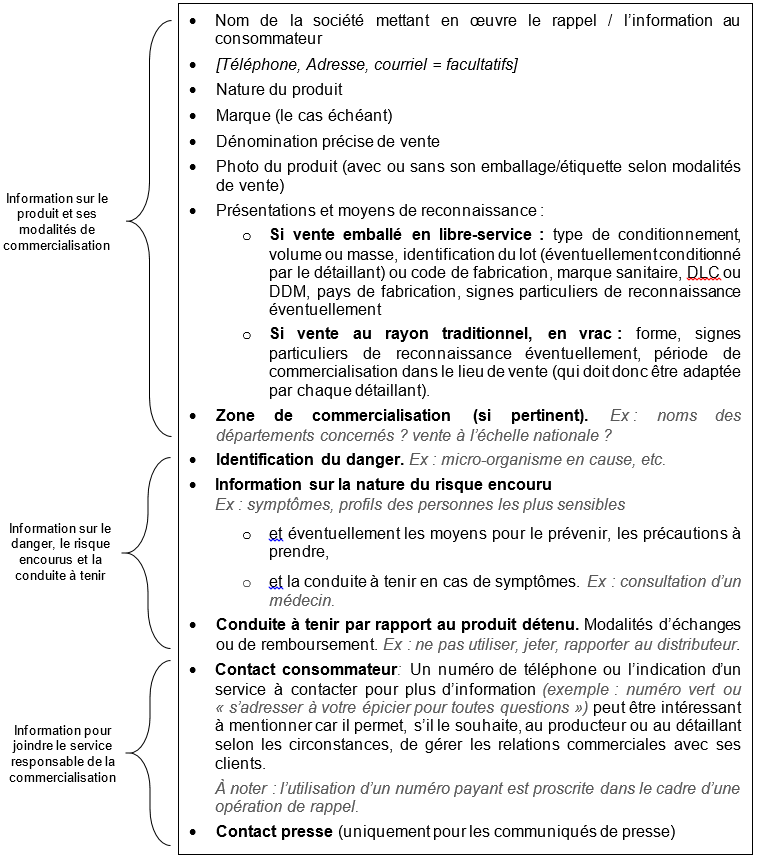 • Nom de la société mettant en œuvre le rappel / l’information au
consommateur
• [Téléphone, Adresse, courriel = facultatifs]
• Nature du produit
• Marque (le cas échéant)
• Dénomination précise de vente
• Photo du produit (avec ou sans son emballage/étiquette selon modalités
de vente)
• Présentations et moyens de reconnaissance :
o Si vente emballé en libre-service : type de conditionnement,
volume ou masse, identification du lot (éventuellement conditionné
par le détaillant) ou code de fabrication, marque sanitaire, DLC ou
DDM, pays de fabrication, signes particuliers de reconnaissance
éventuellement
o Si vente au rayon traditionnel, en vrac : forme, signes
particuliers de reconnaissance éventuellement, période de
commercialisation dans le lieu de vente (qui doit donc être adaptée
par chaque détaillant).
• Zone de commercialisation (si pertinent). Ex : noms des
départements concernés ? vente à l’échelle nationale ?
Information sur le
produit et ses
modalités de
commercialisation
• Identification du danger. Ex : micro-organisme en cause, etc.
• Information sur la nature du risque encouru
Ex : symptômes, profils des personnes les plus sensibles
o et éventuellement les moyens pour le prévenir, les précautions à
prendre,
o et la conduite à tenir en cas de symptômes. Ex : consultation d’un
médecin.
• Conduite à tenir par rapport au produit détenu. Modalités d’échanges
ou de remboursement. Ex : ne pas utiliser, jeter, rapporter au distributeur.
Information sur le
danger, le risque
encourus et la
conduite à tenir
• Contact consommateur: Un numéro de téléphone ou l’indication d’un
service à contacter pour plus d’information (exemple : numéro vert ou
« s’adresser à votre épicier pour toutes questions ») peut être intéressant
à mentionner car il permet, s’il le souhaite, au producteur ou au détaillant
selon les circonstances, de gérer les relations commerciales avec ses
clients.
À noter : l’utilisation d’un numéro payant est proscrite dans le cadre d’une
opération de rappel.
• Contact presse (uniquement pour les communiqués de presse)
Information pour
joindre le service
responsable de la
commercialisation